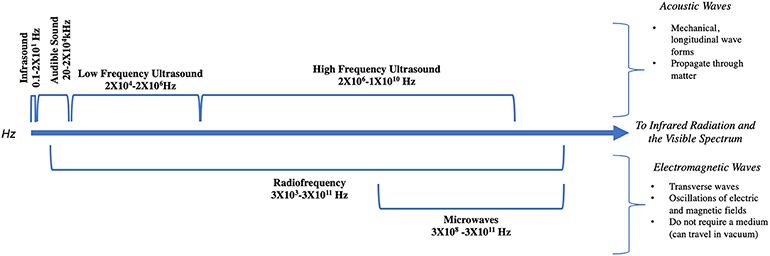 Acoustic Waves
• Mechanical,
longitudinal wave
forms
• Propagate through
matter
Infrasound
0.1-2X10¹ Hz
Audible Sound
20-2X10⁴kHz
Low Frequency Ultrasound
2X10⁴-2X10⁶Hz
High Frequency Ultrasound
2X10⁶-1X10¹⁰ Hz
Hz
To Infrared Radiation and
the Visible Spectrum
Radiofrequency
3X10³-3X10¹¹ Hz
Microwaves
3X10⁸ -3X10¹¹ Hz
Electromagnetic Waves
• Transverse waves
• Oscillations of electric
and magnetic fields
• Do not require a medium
(can travel in vacuum)